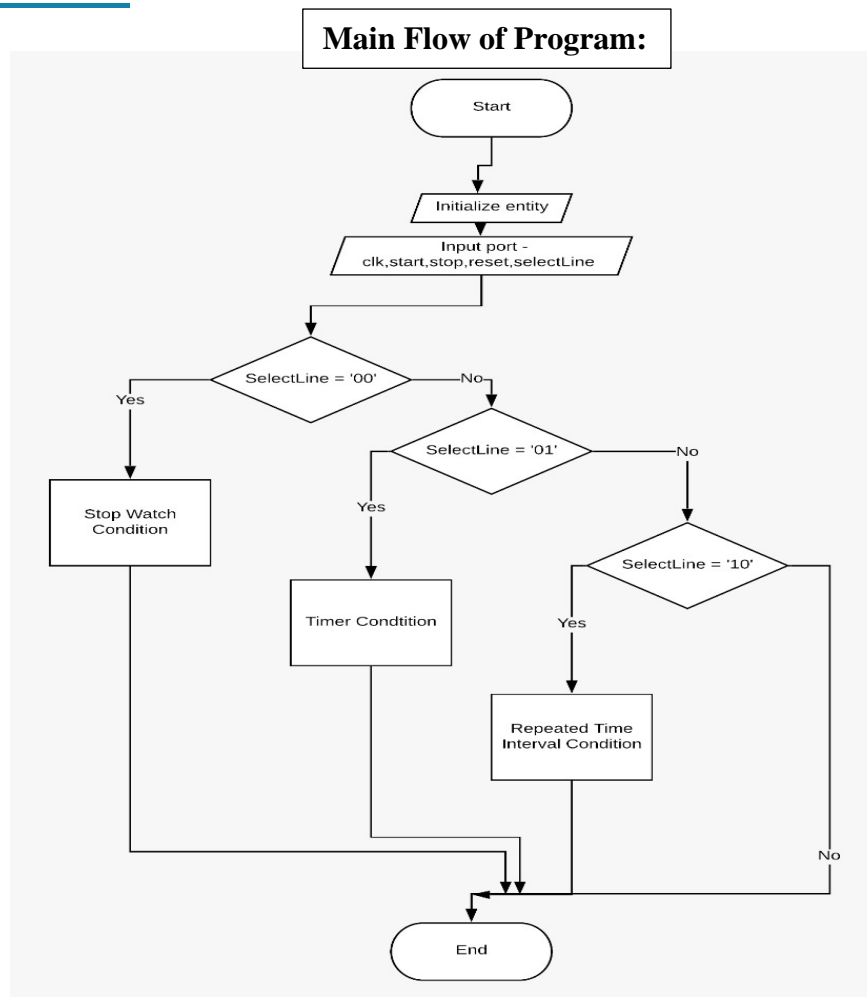 Main Flow of Program:
Start
Initialize entity
Input port -
clk,start,stop,reset,selectLine
SelectLine = '00'
No
Yes
SelectLine = '01'
No
Yes
Stop Watch
Condition
SelectLine = '10'
Timer Condtition
Yes
Repeated Time
Interval Condition
No
End